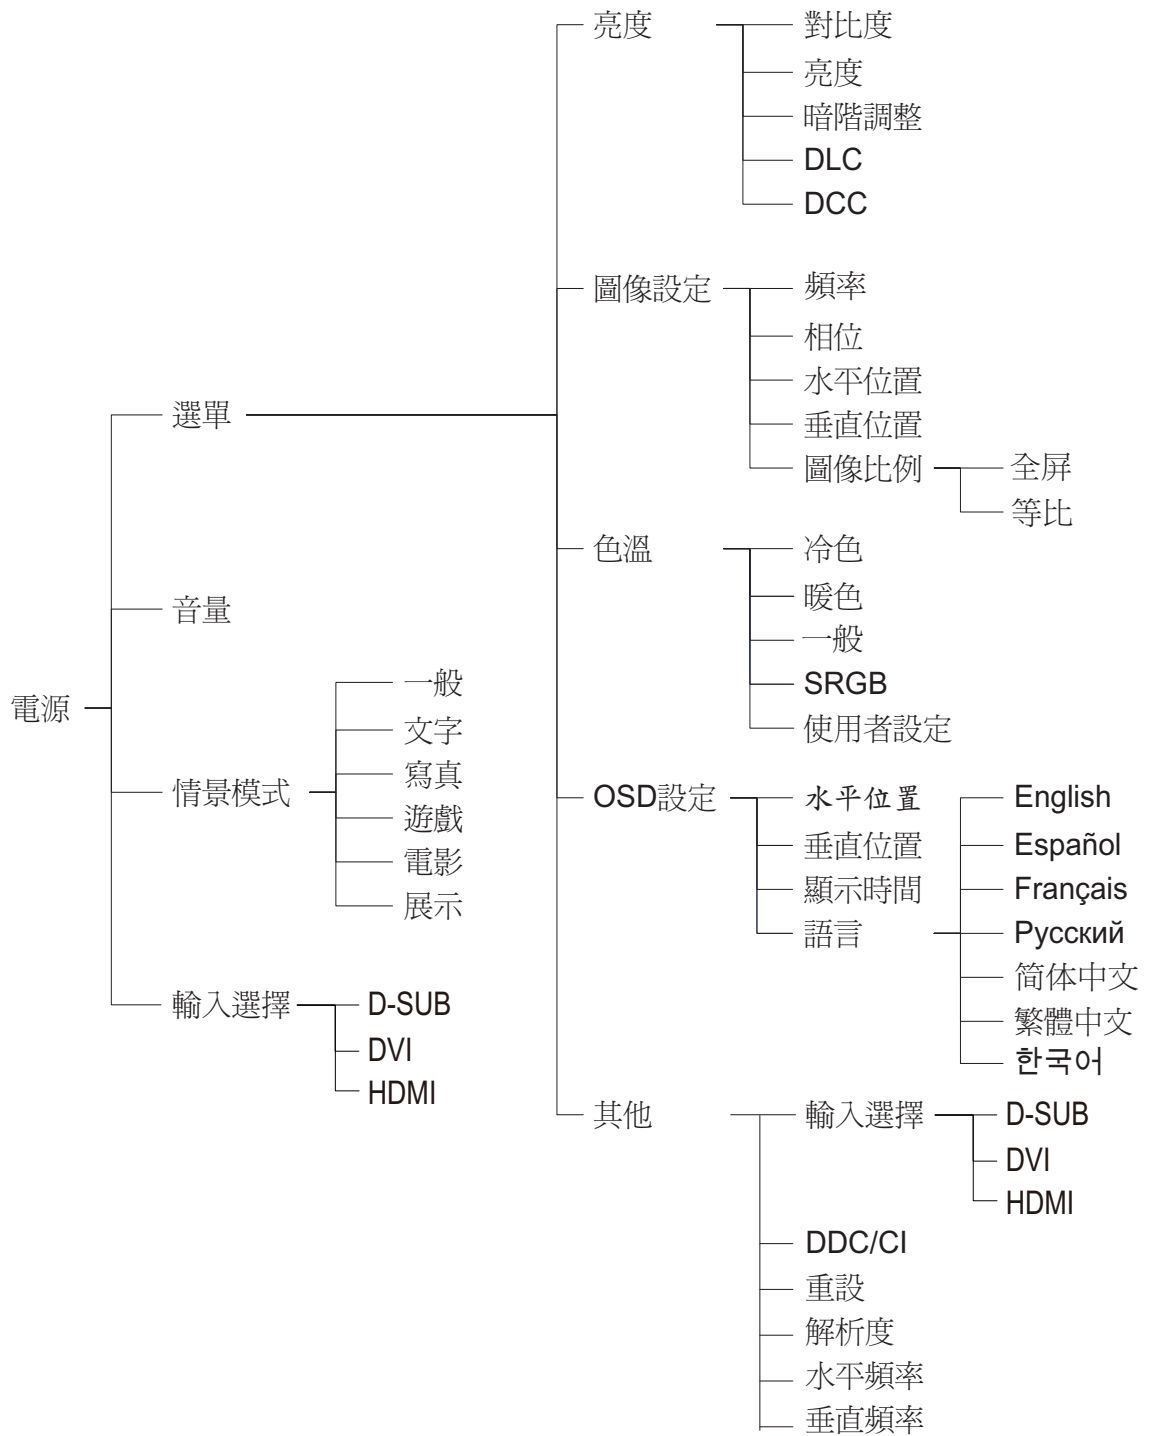 亮度
對比度
亮度
暗階調整
DLC
DCC
圖像設定
頻率
相位
水平位置
垂直位置
圖像比例
全屏
等比
選單
色溫
冷色
暖色
一般
SRGB
使用者設定
音量
電源
情景模式
一般
文字
寫真
遊戲
電影
展示
OSD設定
水平位置
垂直位置
顯示時間
語言
English
Español
Français
Русский
简体中文
繁體中文
한국어
輸入選擇
D-SUB
DVI
HDMI
其他
輸入選擇
D-SUB
DVI
HDMI
DDC/CI
重設
解析度
水平頻率
垂直頻率